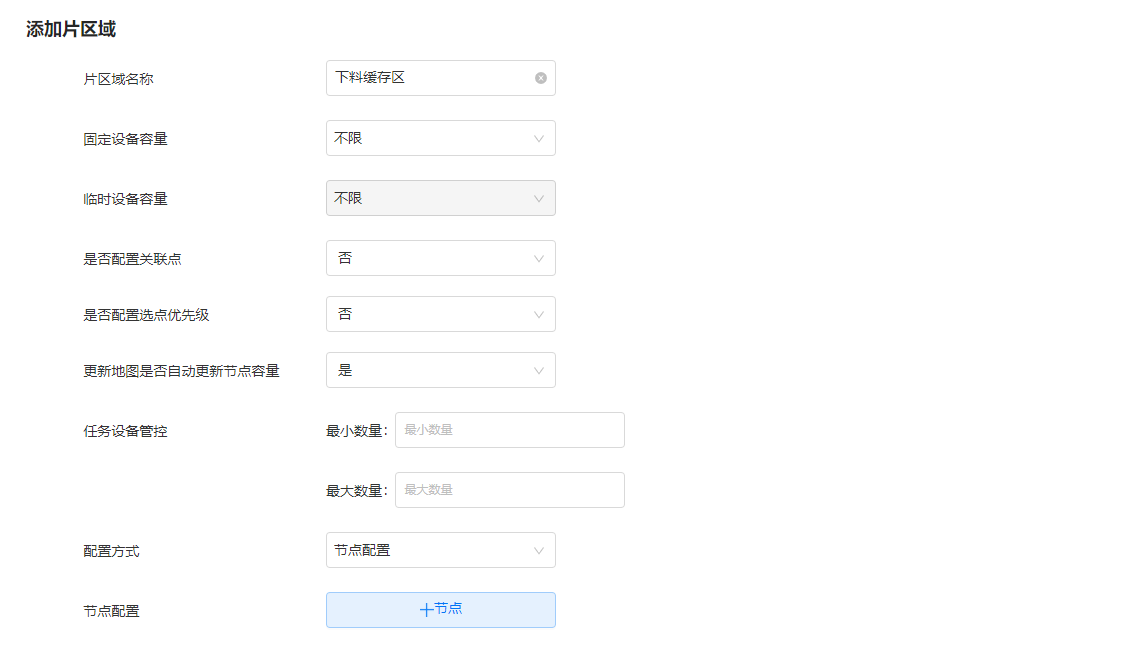 添加片区域
片区域名称 下料缓存区
固定设备容量 不限
临时设备容量 不限
是否配置关联点 否
是否配置选点优先级 否
更新地图是否自动更新节点容量 是
任务设备管控 最小数量: 最小数量
最大数量: 最大数量
配置方式 节点配置
节点配置 +节点